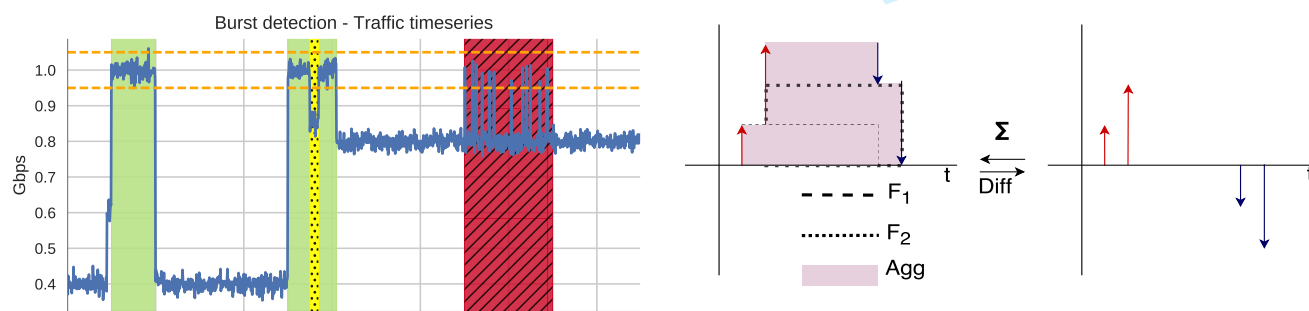 Burst detection - Traffic timeseries
Gbps
1.0
0.9
0.8
0.7
0.6
0.5
0.4
t
F1
F2
Agg
Σ
Diff
t